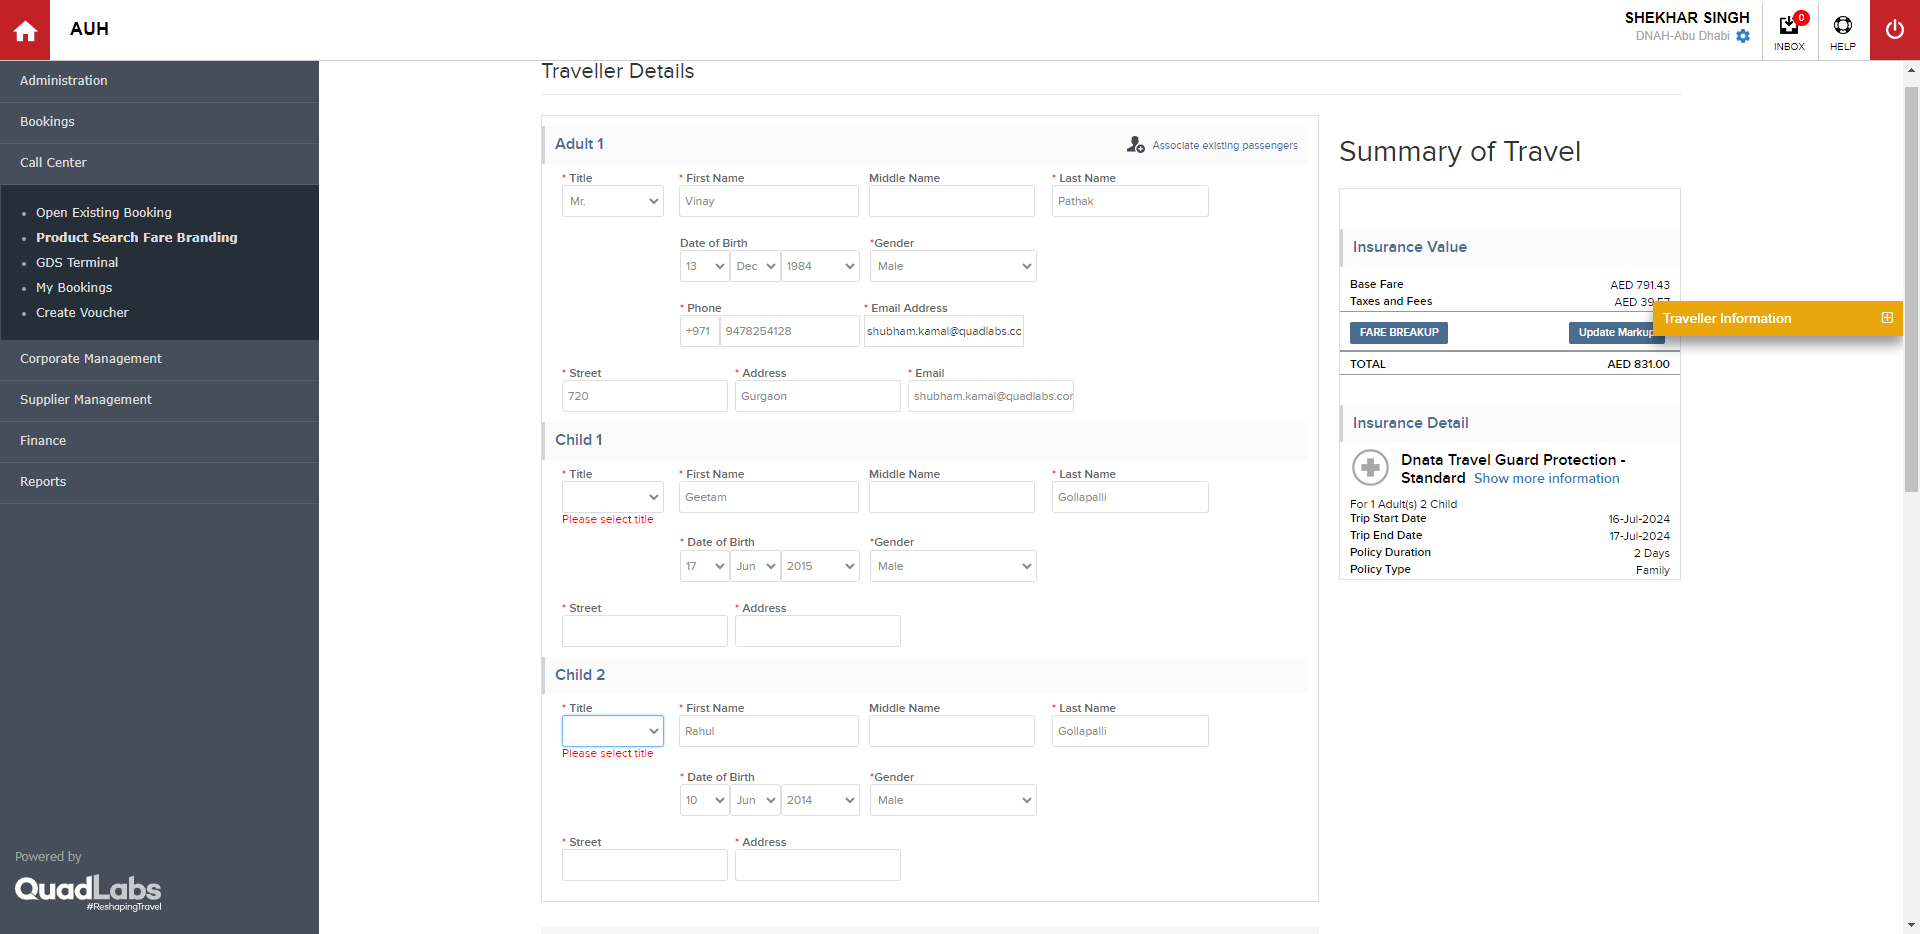 AUH
SHEKHAR SINGH
DNAH-Abu Dhabi
0
INBOX
HELP
Administration
Bookings
Call Center
Open Existing Booking
Product Search Fare Branding
GDS Terminal
My Bookings
Create Voucher
Corporate Management
Supplier Management
Finance
Reports
Powered by
QuadLabs
#ReshapingTravel
Traveller Details
Adult 1
Associate existing passengers
* Title * First Name Middle Name * Last Name
Mr. Vinay Pathak
Date of Birth *Gender
13 Dec 1984 Male
* Phone * Email Address
+971 9478254128 shubham.kamal@quadlabs.cc
* Street * Address * Email
720 Gurgaon shubham.kamal@quadlabs.cor
Child 1
* Title * First Name Middle Name * Last Name
Geetam Gollapalli
Please select title
* Date of Birth *Gender
17 Jun 2015 Male
* Street * Address
Child 2
* Title * First Name Middle Name * Last Name
Rahul Gollapalli
Please select title
* Date of Birth *Gender
10 Jun 2014 Male
* Street * Address
Summary of Travel
Insurance Value
Base Fare AED 791.43
Taxes and Fees AED 39.57
Traveller Information
FARE BREAKUP Update Markup
TOTAL AED 831.00
Insurance Detail
Dnata Travel Guard Protection -
Standard Show more information
For 1 Adult(s) 2 Child
Trip Start Date 16-Jul-2024
Trip End Date 17-Jul-2024
Policy Duration 2 Days
Policy Type Family